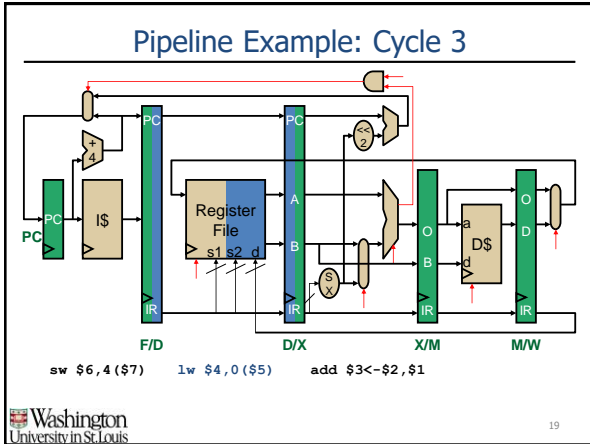 Pipeline Example: Cycle 3
PC
PC
<<
2
+
4
PC
I$
Register
File
s1 s2 d
A
B
S
X
O
B
a
d
D$
O
D
IR
IR
IR
IR
PC
F/D
D/X
X/M
M/W
sw $6,4($7)
lw $4,0($5)
add $3<-$2,$1
Washington
University in St.Louis
19